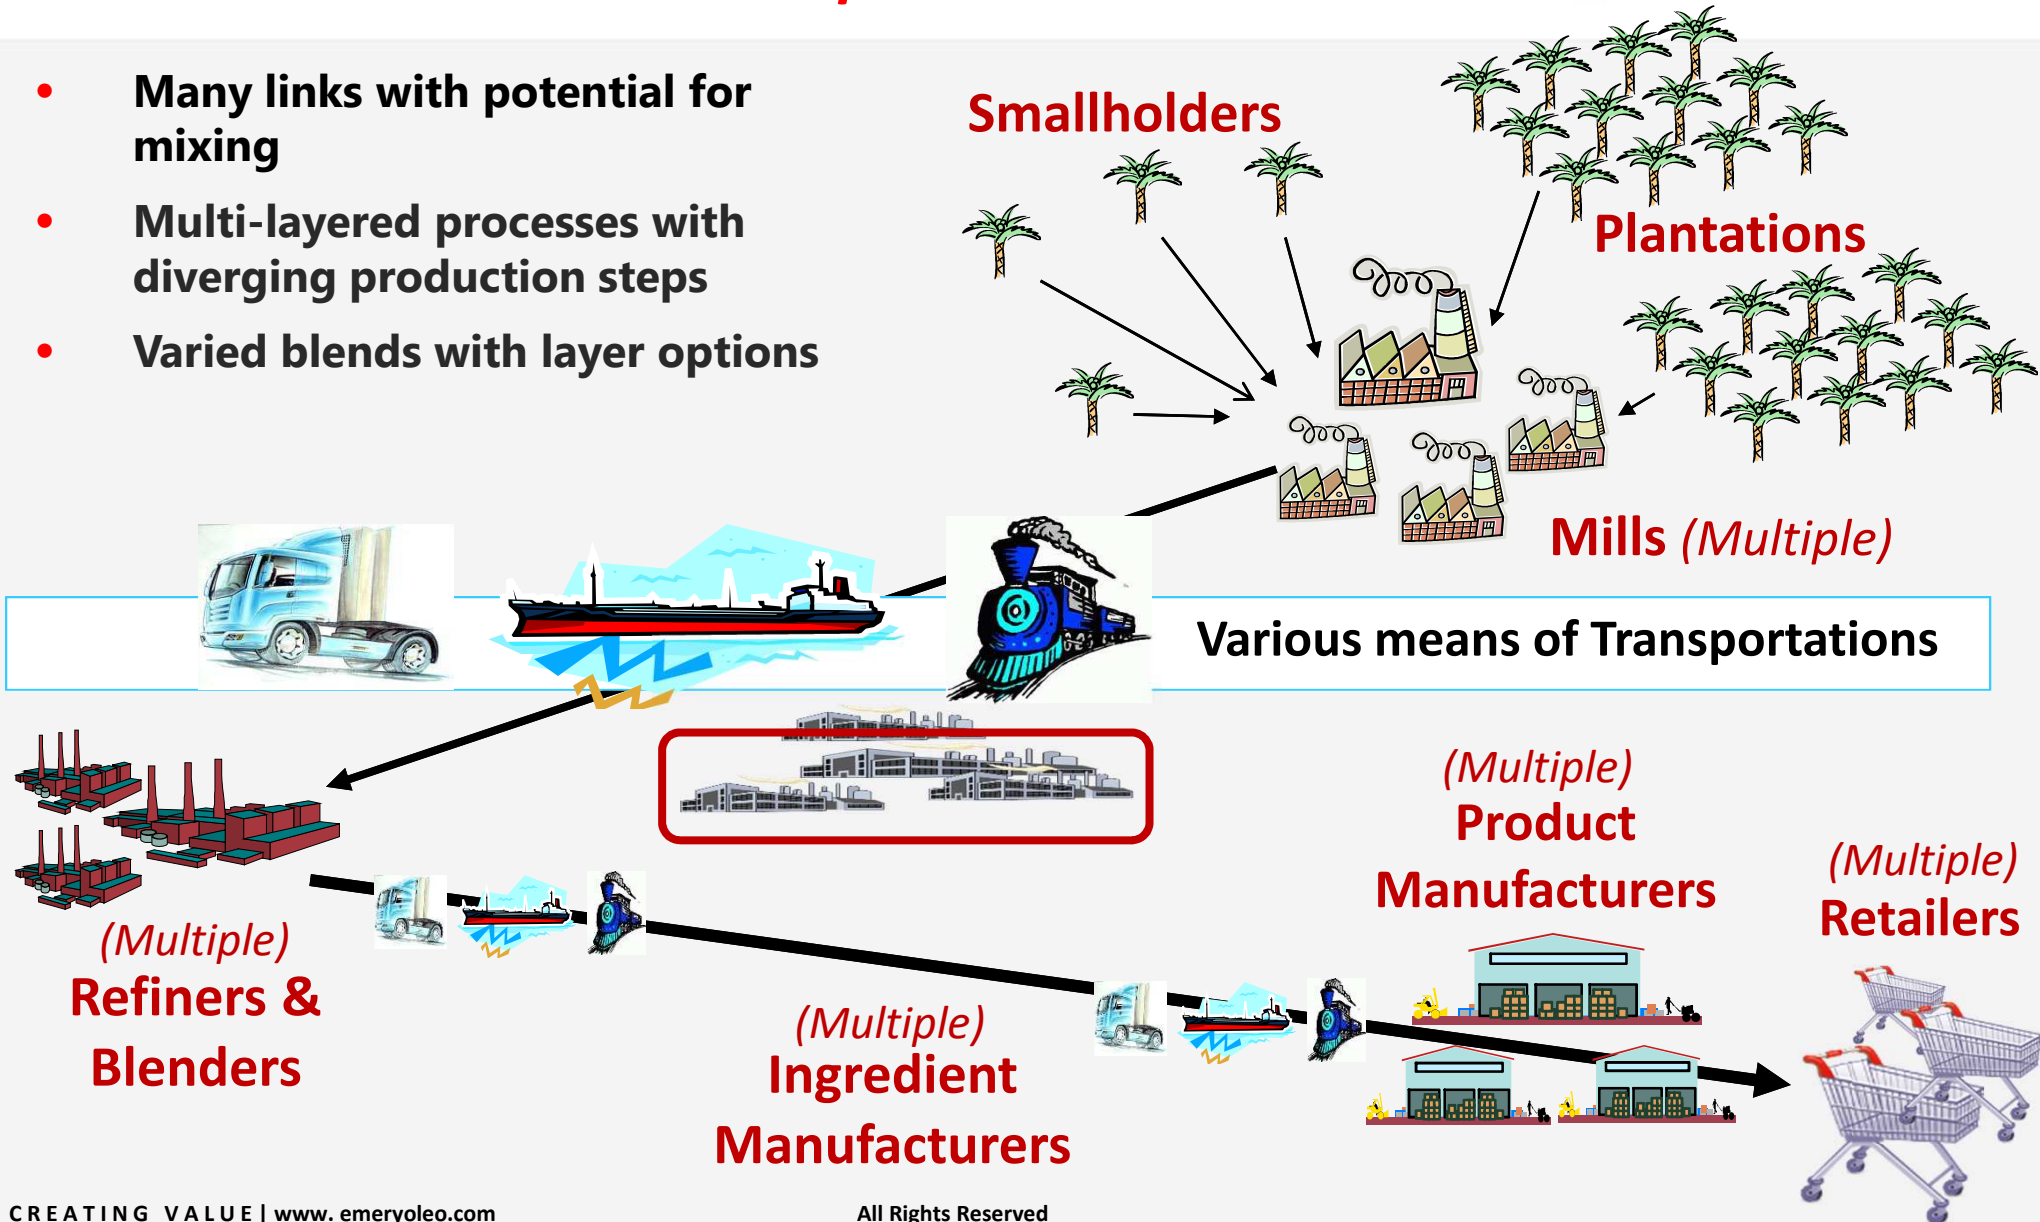 • Many links with potential for
mixing
• Multi-layered processes with
diverging production steps
• Varied blends with layer options
Smallholders
Plantations
Mills (Multiple)
Various means of Transportations
(Multiple)
Refiners &
Blenders
(Multiple)
Ingredient
Manufacturers
(Multiple)
Product
Manufacturers
(Multiple)
Retailers
CREATING VALUE| www. emeryoleo.com
All Rights Reserved